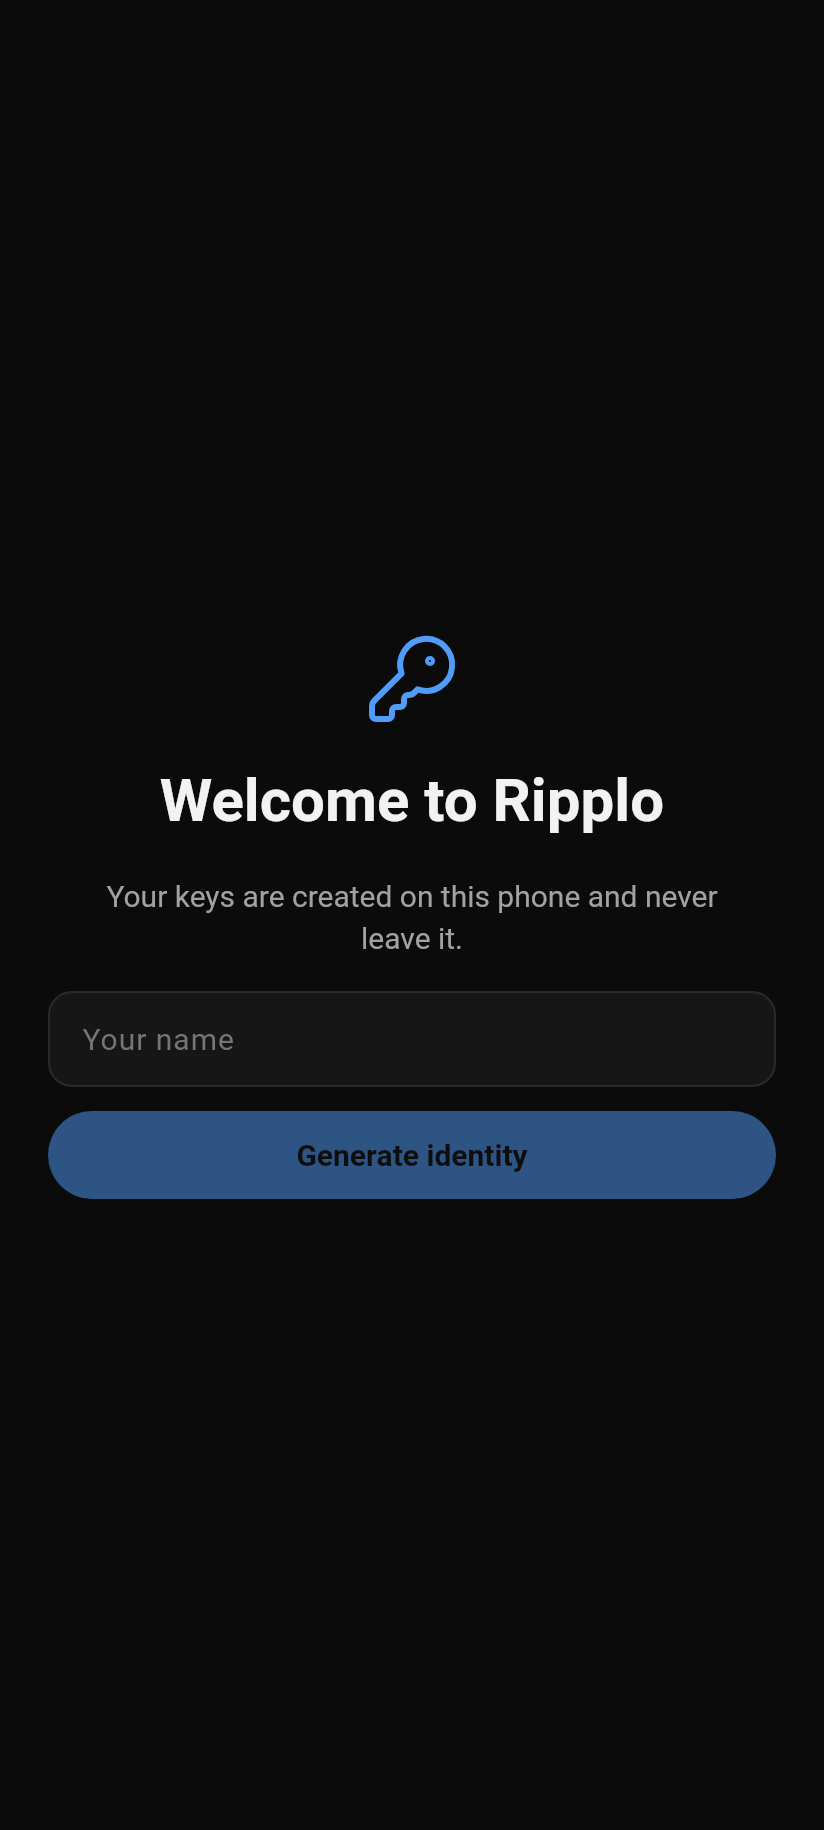 Welcome to Ripplo
Your keys are created on this phone and never
leave it.
Your name
Generate identity